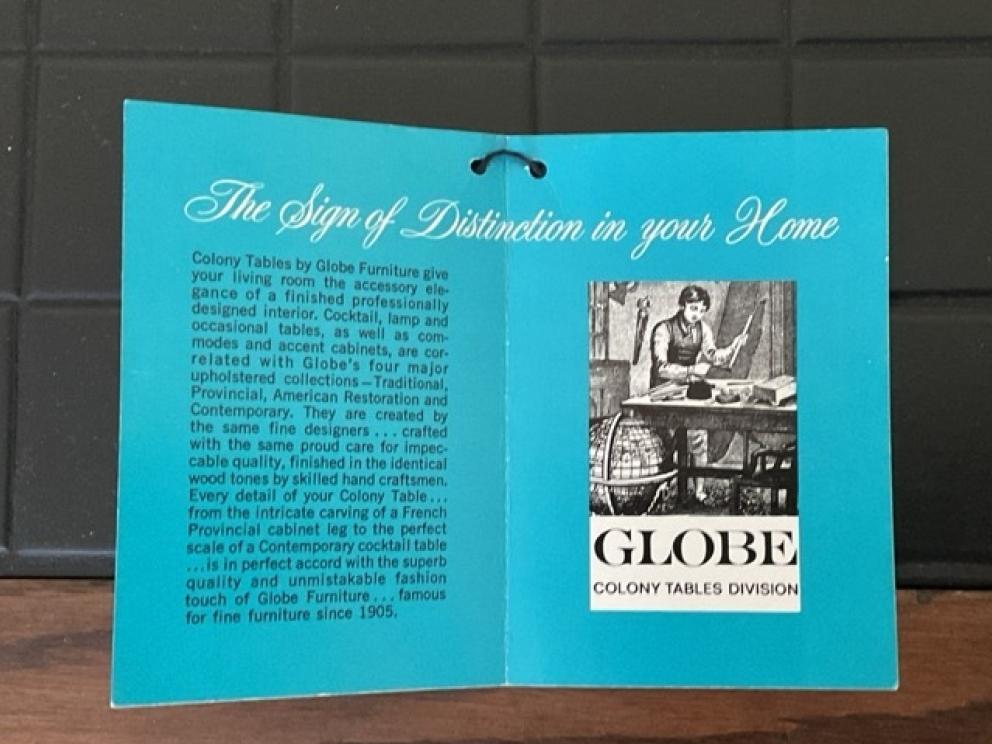 The Sign of Distinction in your Home
Colony Tables by Globe Furniture give
your living room the accessory ele-
gance of a finished professionally
designed interior. Cocktail, lamp and
occasional tables, as well as com-
modes and accent cabinets, are cor-
related with Globe's four major
upholstered collections—Traditional,
Provincial, American Restoration and
Contemporary. They are created by
the same fine designers . . . crafted
with the same proud care for impec-
cable quality, finished in the identical
wood tones by skilled hand craftsmen.
Every detail of your Colony Table . . .
from the intricate carving of a French
Provincial cabinet leg to the perfect
scale of a Contemporary cocktail table
. . . is in perfect accord with the superb
quality and unmistakable fashion
touch of Globe Furniture . . . famous
for fine furniture since 1905.
GLOBE
COLONY TABLES DIVISION